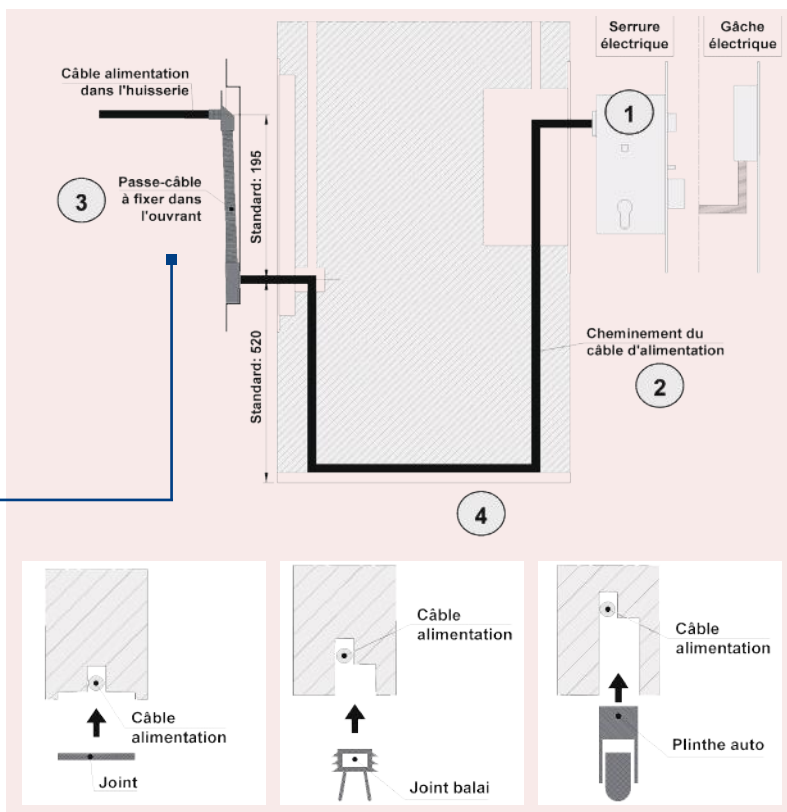 Serrure
électrique
Gâche
électrique
Câble alimentation
dans l'huisserie
1
Standard: 195
3
Passe-câble
à fixer dans
l'ouvrant
Cheminement du
câble d'alimentation
2
Standard: 520
4
Câble
alimentation
Joint
Câble
alimentation
Joint balai
Câble
alimentation
Plinthe auto